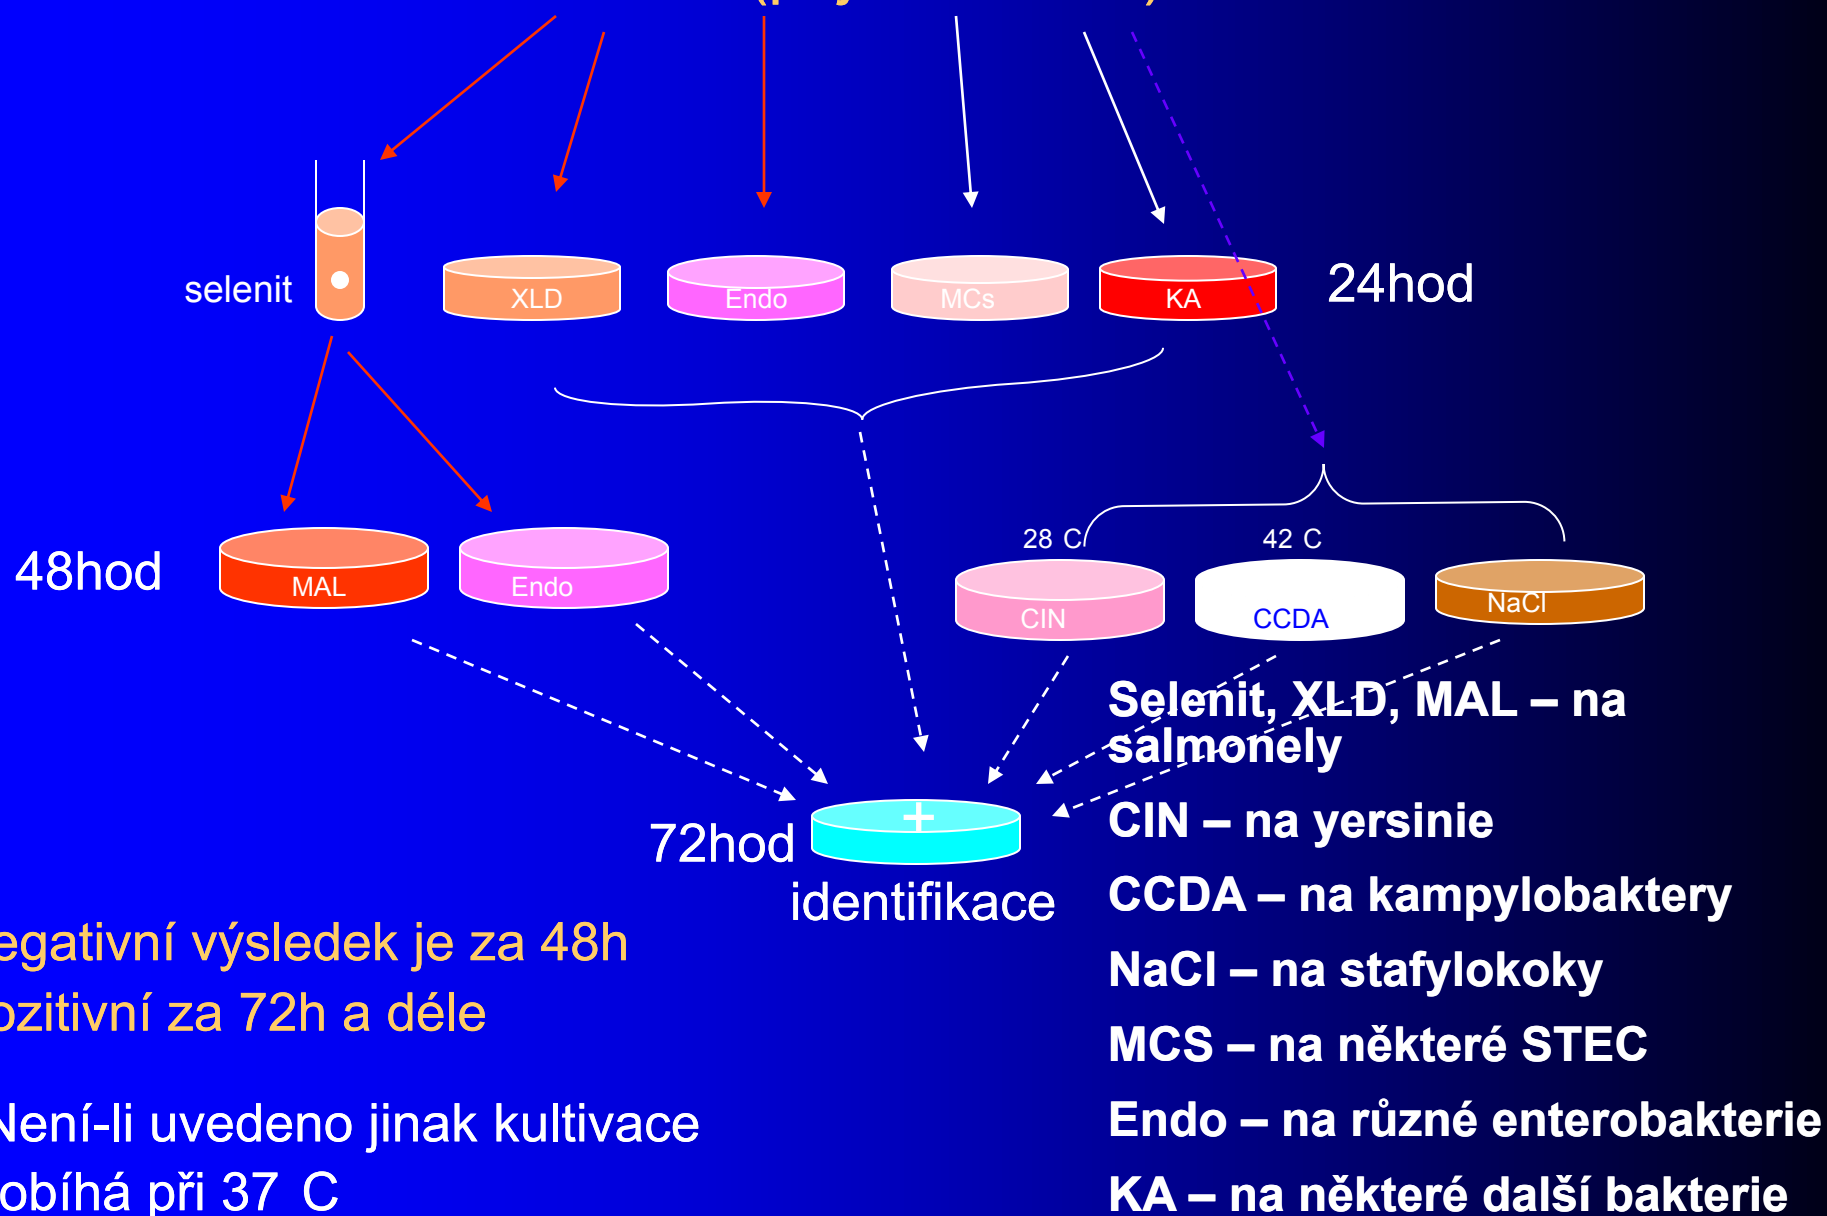 selenit
XLD
Endo
MCs
KA
24hod
28 C
42 C
48hod
MAL
Endo
CIN
CCDA
NaCl
Selenit, XLD, MAL – na
salmonely
+
72hod
identifikace
CIN – na yersinie
CCDA – na kampylobaktery
NaCl – na stafylokoky
MCS – na některé STEC
Endo – na různé enterobakterie
KA – na některé další bakterie
egativní výsledek je za 48h
ozitivní za 72h a déle
Není-li uvedeno jinak kultivace
obíhá při 37 C